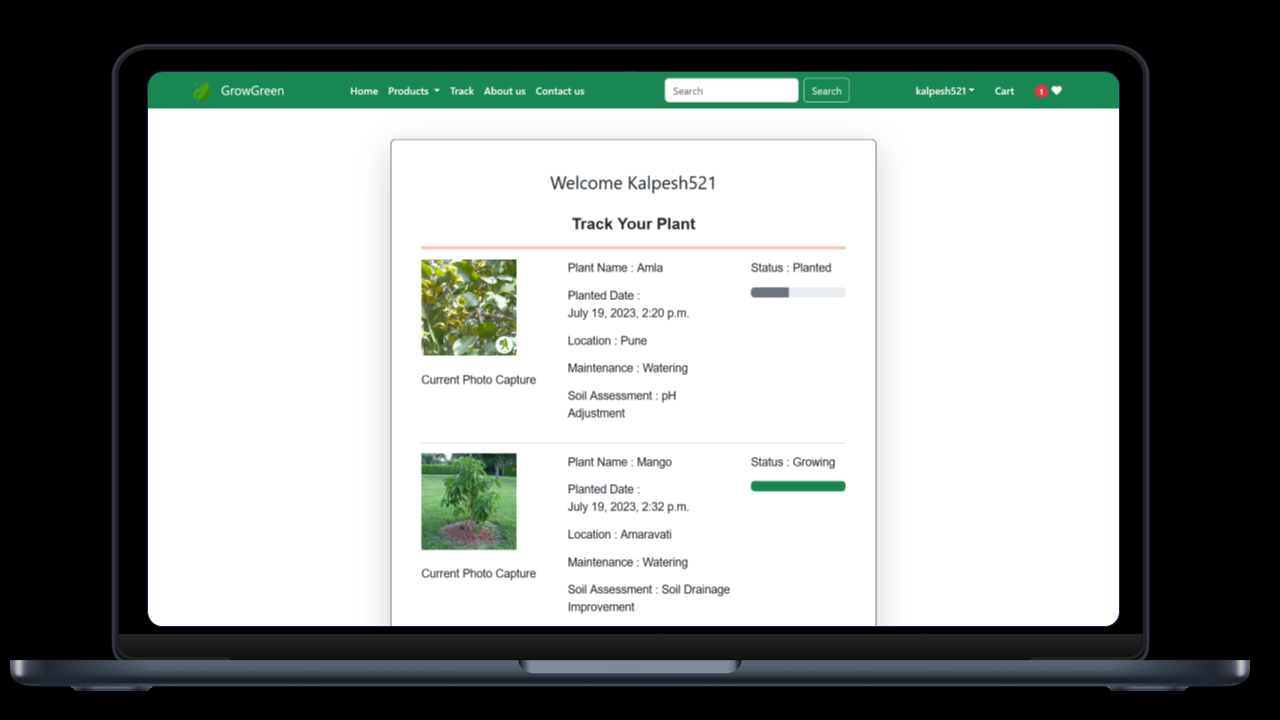 GrowGreen Home Products Track About us Contact us Search Search kalpesh521 Cart 1
Welcome Kalpesh521
Track Your Plant
Plant Name : Amla
Status : Planted
Planted Date :
July 19, 2023, 2:20 p.m.
Location : Pune
Maintenance : Watering
Current Photo Capture
Soil Assessment : pH
Adjustment
Plant Name : Mango
Status : Growing
Planted Date :
July 19, 2023, 2:32 p.m.
Location : Amaravati
Maintenance : Watering
Current Photo Capture
Soil Assessment : Soil Drainage
Improvement